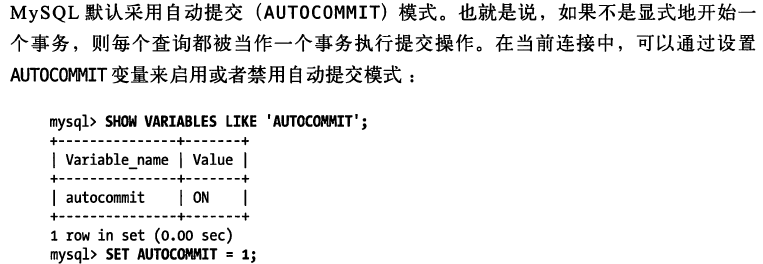 MySQL 默认采用自动提交（AUTOCOMMIT）模式。也就是说，如果不是显式地开始一
个事务，则每个查询都被当作一个事务执行提交操作。在当前连接中，可以通过设置
AUTOCOMMIT 变量来启用或者禁用自动提交模式：
mysql> SHOW VARIABLES LIKE 'AUTOCOMMIT';
+---------------+-------+
| Variable_name | Value |
+---------------+-------+
| autocommit    | ON    |
+---------------+-------+
1 row in set (0.00 sec)
mysql> SET AUTOCOMMIT = 1;